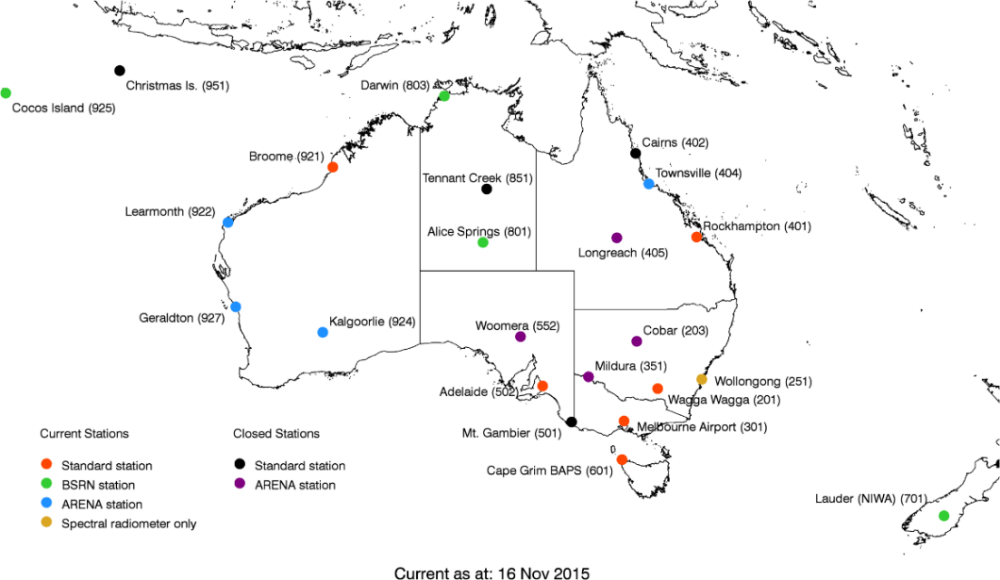 Christmas Is. (951)
Darwin (803)
Cocos Island (925)
Cairns (402)
Broome (921)
Townsville (404)
Tennant Creek (851)
Learmonth (922)
Rockhampton (401)
Alice Springs (801)
Longreach (405)
Geraldton (927)
Kalgoorlie (924)
Woomera (552)
Cobar (203)
Mildura (351)
Wollongong (251)
Adelaide (502)
Wagga Wagga (201)
Melbourne Airport (301)
Mt. Gambier (501)
Cape Grim BAPS (601)
Lauder (NIWA) (701)
Current Stations
Standard station
BSRN station
ARENA station
Spectral radiometer only
Closed Stations
Standard station
ARENA station
Current as at: 16 Nov 2015